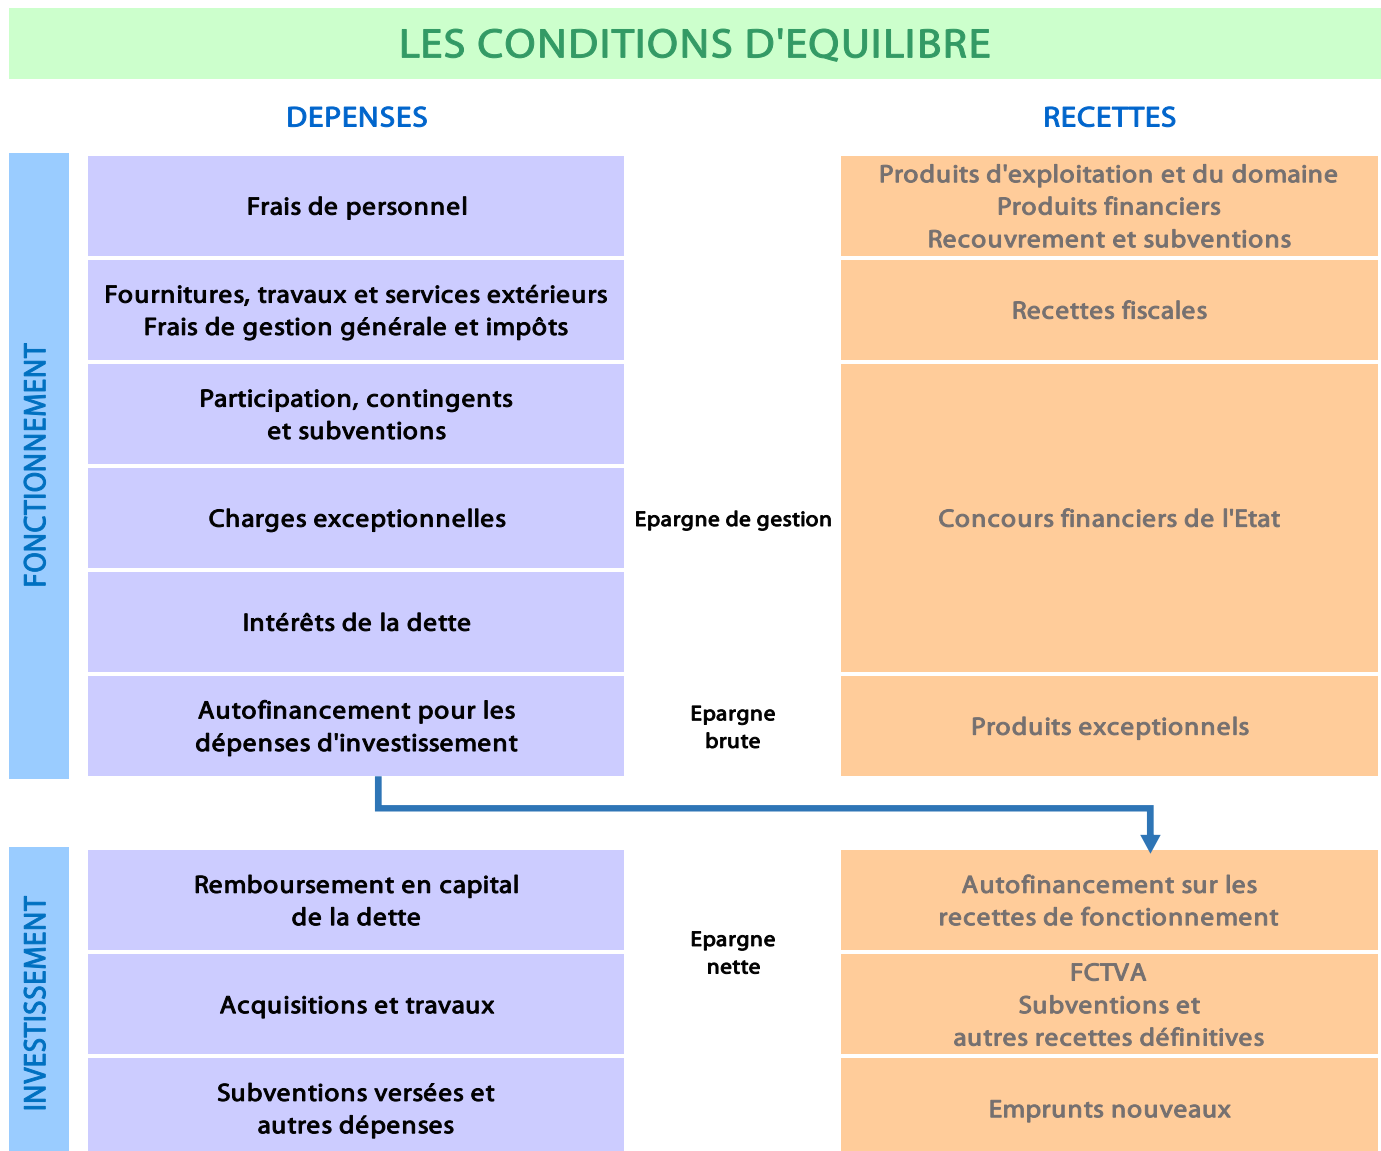 LES CONDITIONS D'EQUILIBRE
DEPENSES
RECETTES
FONCTIONNEMENT
Frais de personnel
Fournitures, travaux et services extérieurs
Frais de gestion générale et impôts
Participation, contingents
et subventions
Charges exceptionnelles
Intérêts de la dette
Autofinancement pour les
dépenses d'investissement
Epargne de gestion
Epargne
brute
Produits d'exploitation et du domaine
Produits financiers
Recouvrement et subventions
Recettes fiscales
Concours financiers de l'Etat
Produits exceptionnels
INVESTISSEMENT
Remboursement en capital
de la dette
Acquisitions et travaux
Subventions versées et
autres dépenses
Epargne
nette
Autofinancement sur les
recettes de fonctionnement
FCTVA
Subventions et
autres recettes définitives
Emprunts nouveaux